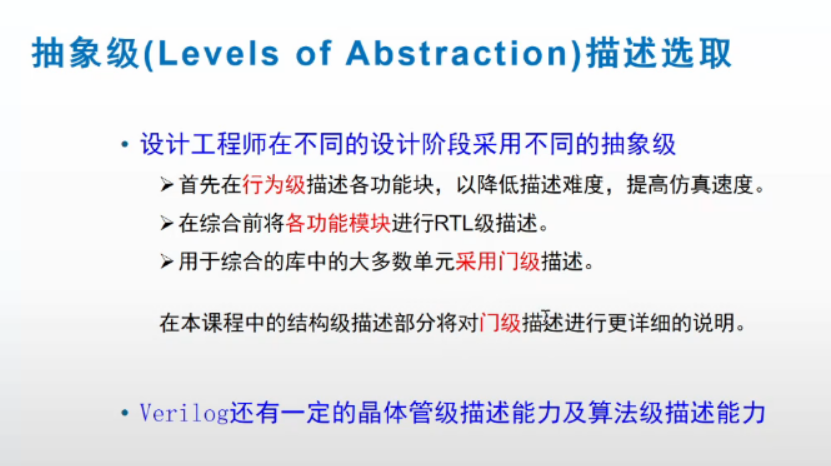 抽象级(Levels of Abstraction)描述选取
• 设计工程师在不同的设计阶段采用不同的抽象级
➢首先在行为级描述各功能块，以降低描述难度，提高仿真速度。
➢在综合前将各功能模块进行RTL级描述。
➢用于综合的库中的大多数单元采用门级描述。
在本课程中的结构级描述部分将对门级描述进行更详细的说明。
• Verilog还有一定的晶体管级描述能力及算法级描述能力